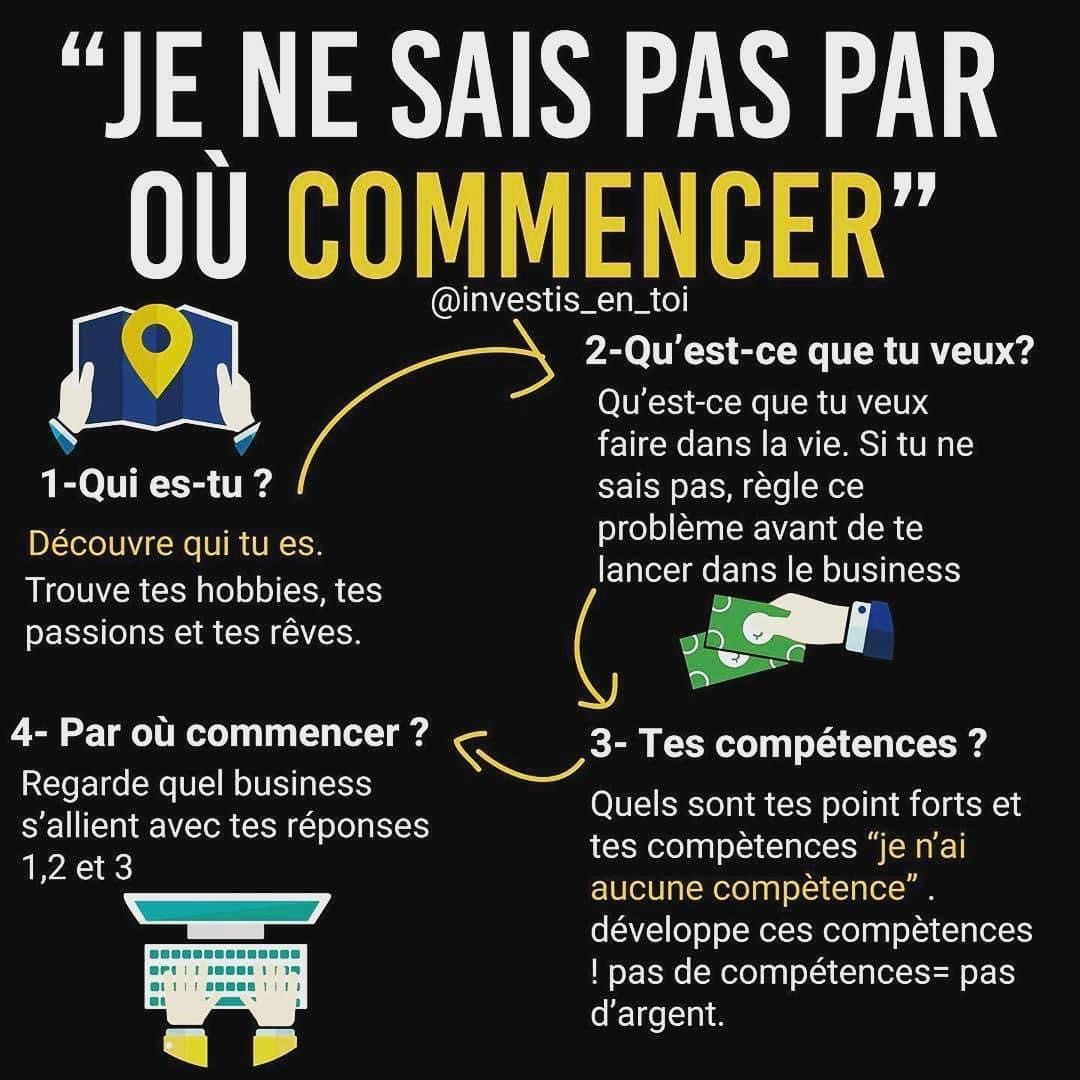 “JE NE SAIS PAS PAR
OÙ COMMENCER”
@investis_en_toi
1-Qui es-tu ?
Découvre qui tu es.
Trouve tes hobbies, tes
passions et tes rêves.
2-Qu’est-ce que tu veux?
Qu’est-ce que tu veux
faire dans la vie. Si tu ne
sais pas, règle ce
problème avant de te
lancer dans le business
3- Tes compétences ?
Quels sont tes point forts et
tes compètences “je n’ai
aucune compètence” .
développe ces compètences
! pas de compétences= pas
d’argent.
4- Par où commencer ?
Regarde quel business
s’allient avec tes réponses
1,2 et 3